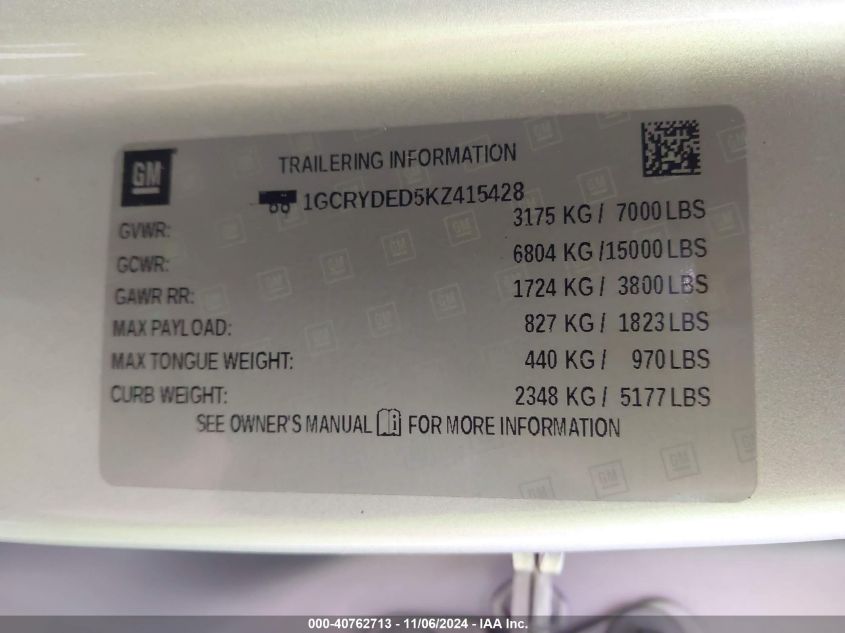 GM
TRAILERING INFORMATION
1GCRYDED5KZ415428
GVWR: 3175 KG / 7000 LBS
GCWR: 6804 KG /15000 LBS
GAWR RR: 1724 KG / 3800 LBS
MAX PAYLOAD: 827 KG / 1823 LBS
MAX TONGUE WEIGHT: 440 KG / 970 LBS
CURB WEIGHT: 2348 KG / 5177 LBS
SEE OWNER'S MANUAL FOR MORE INFORMATION
000-40762713 - 11/06/2024 - IAA Inc.